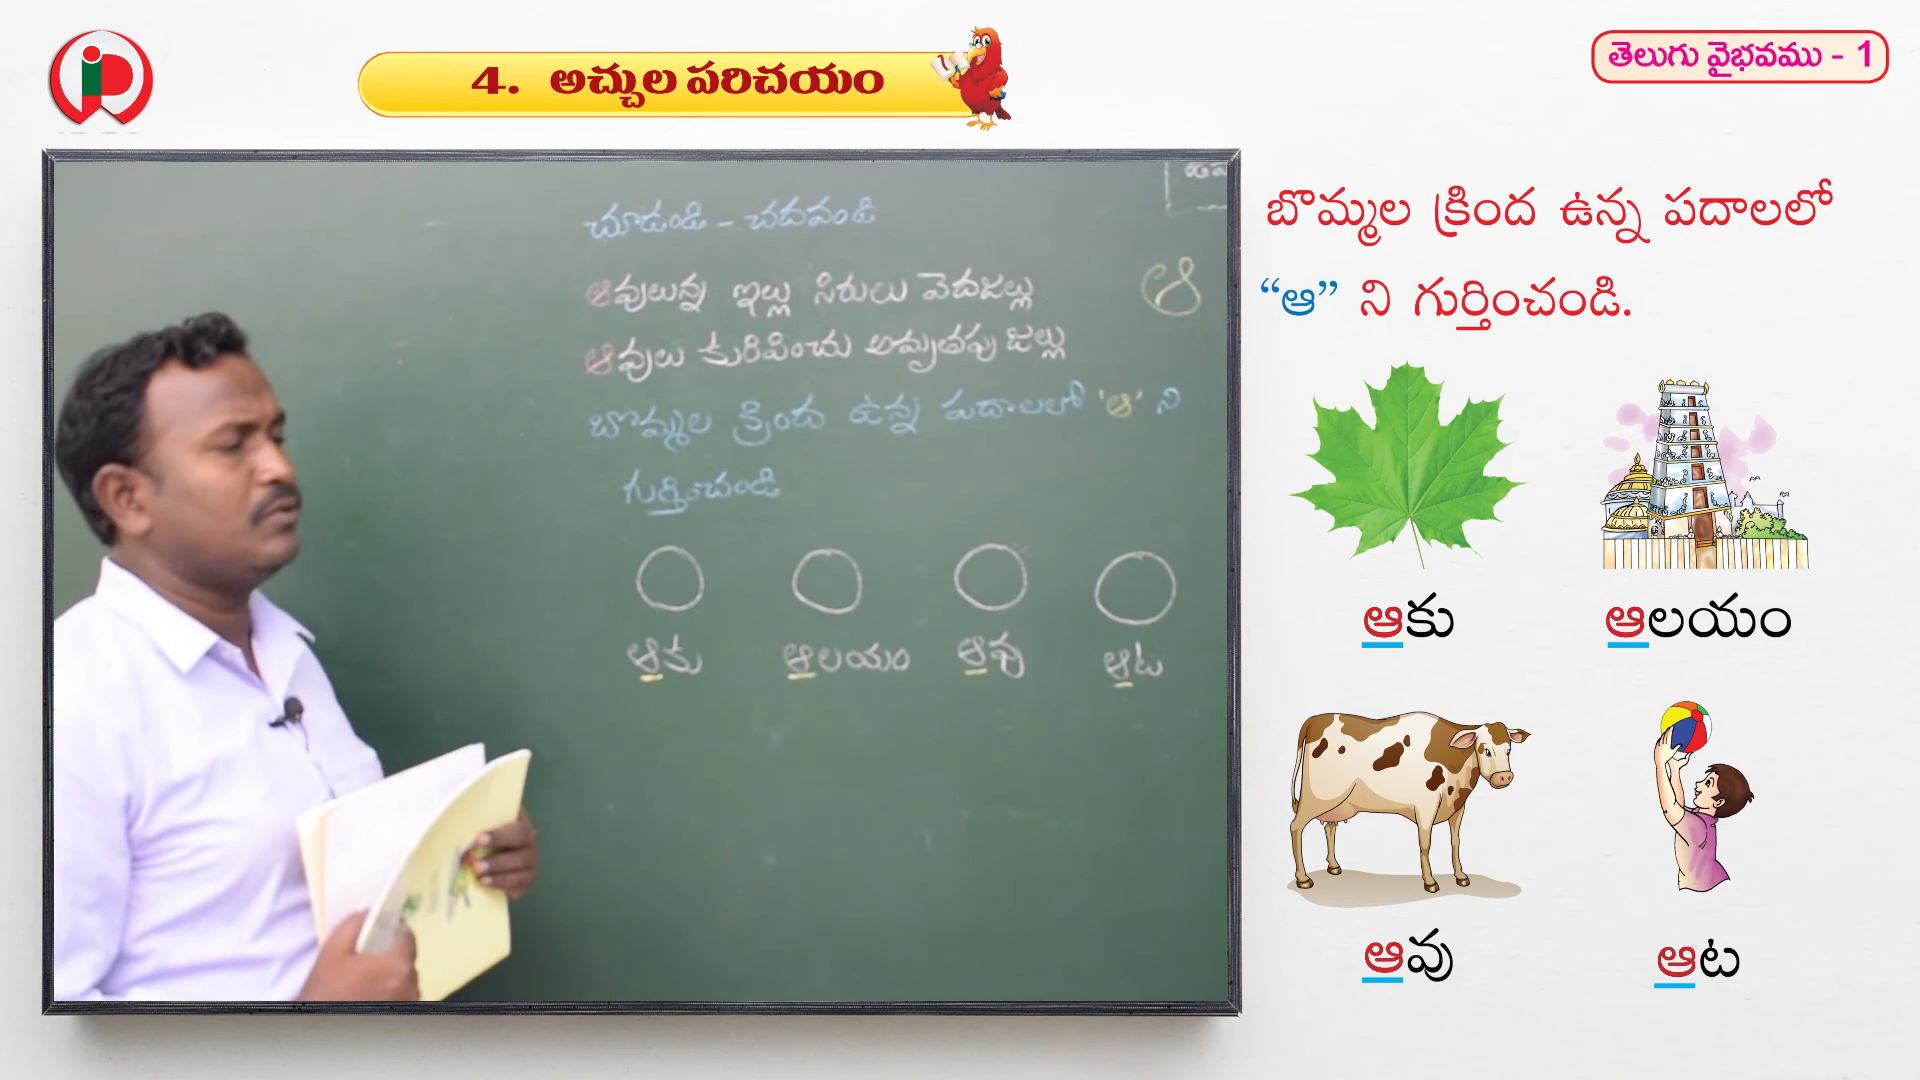 4. అచ్చుల పరిచయం
తెలుగు వైభవము - 1
చూడండి - చదవండి
ఆవులున్న ఇల్లు సిరులు వెదజల్లు
ఆ
ఆవులు కురిపించు అమృతపు జల్లు
బొమ్మల క్రింద ఉన్న పదాలలో 'ఆ' ని
గుర్తించండి
ఆకు ఆలయం ఆవు ఆట
బొమ్మల క్రింద ఉన్న పదాలలో
“ఆ” ని గుర్తించండి.
ఆకు ఆలయం
ఆవు ఆట